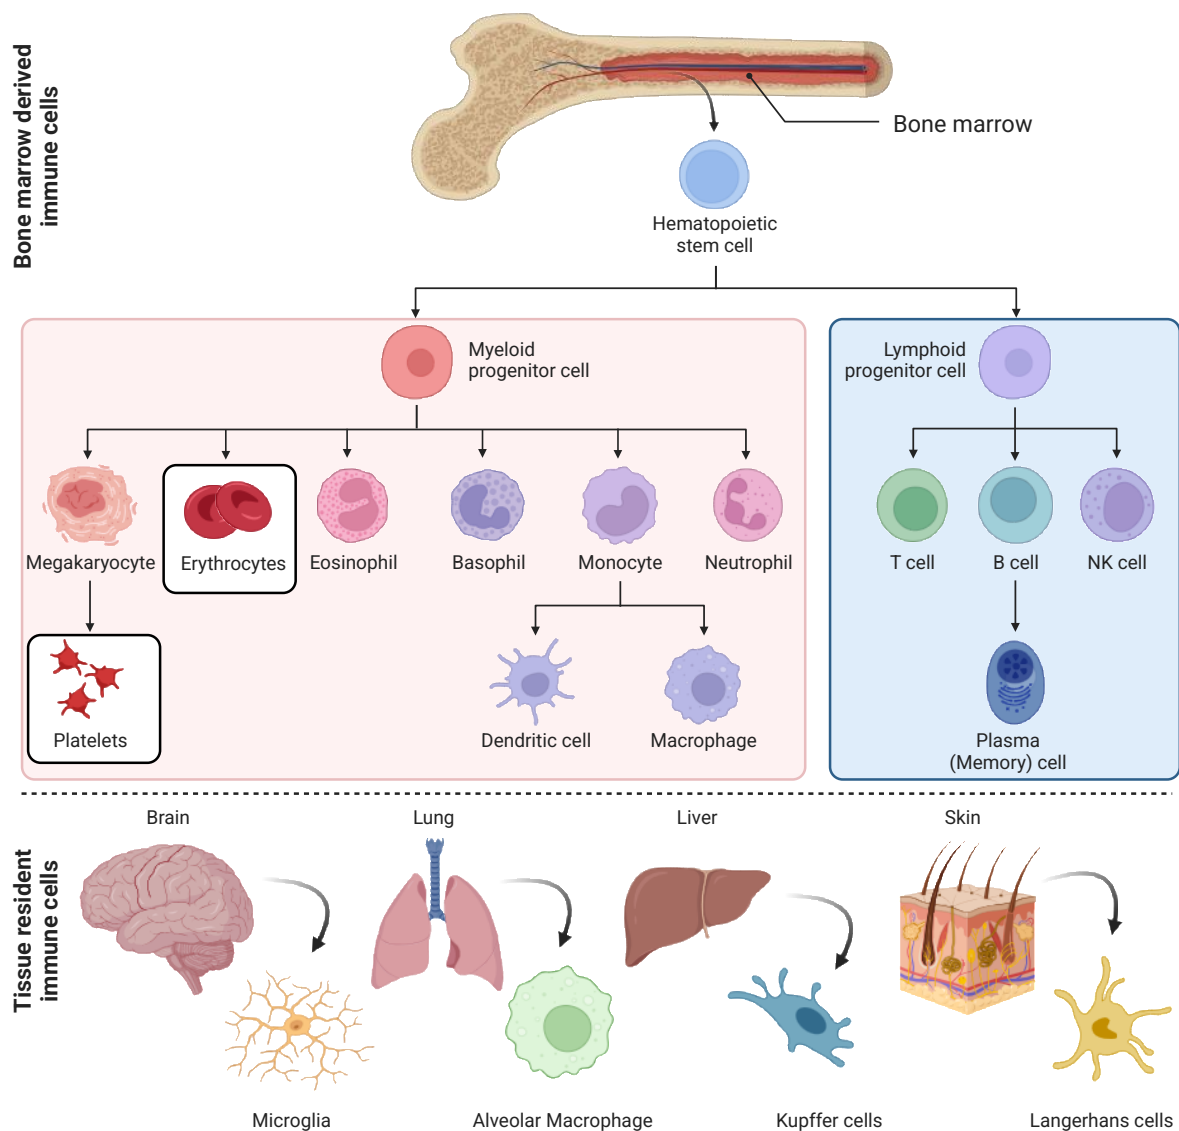 Bone marrow derived
immune cells
Bone marrow
Hematopoietic
stem cell
Myeloid
progenitor cell
Lymphoid
progenitor cell
Megakaryocyte
Erythrocytes
Eosinophil
Basophil
Monocyte
Neutrophil
T cell
B cell
NK cell
Platelets
Dendritic cell
Macrophage
Plasma
(Memory) cell
Tissue resident
immune cells
Brain
Lung
Liver
Skin
Microglia
Alveolar Macrophage
Kupffer cells
Langerhans cells